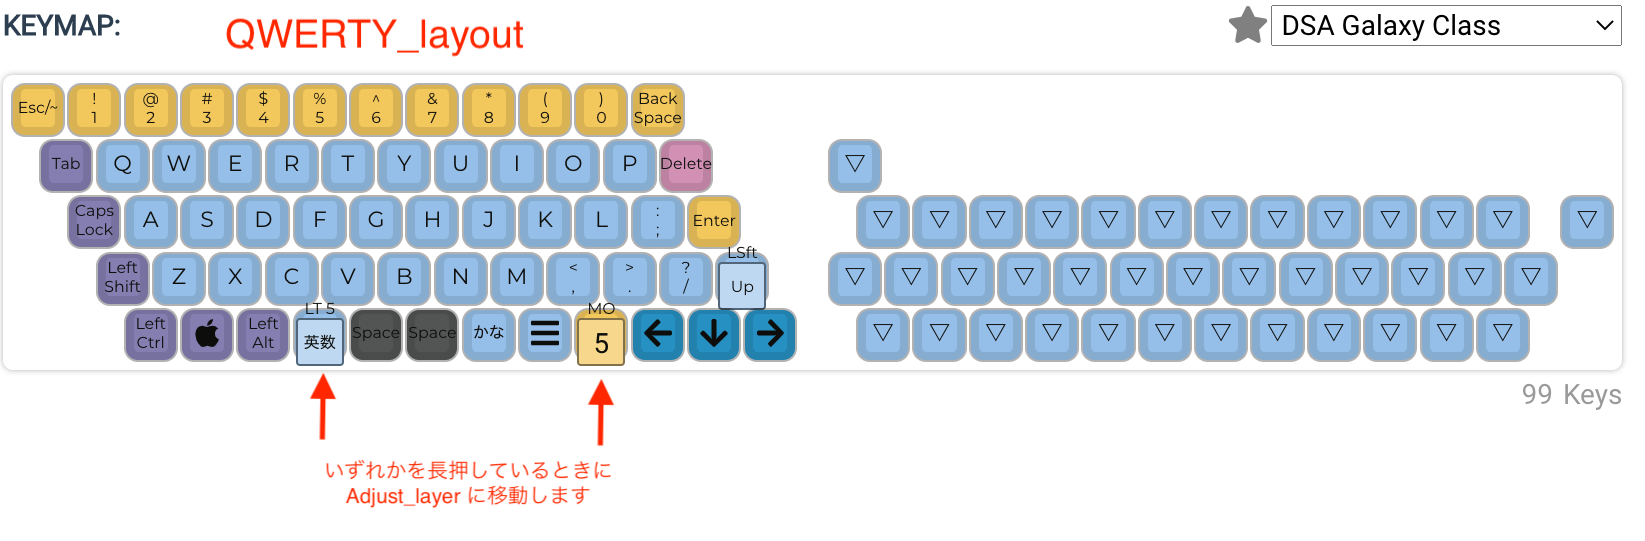 KEYMAP:
QWERTY_layout
DSA Galaxy Class
Esc/~ ! 1 @ 2 # 3 $ 4 % 5 ^ 6 & 7 * 8 ( 9 ) 0 Back Space
Tab Q W E R T Y U I O P Delete ▽
Caps Lock A S D F G H J K L : ; Enter ▽ ▽ ▽ ▽ ▽ ▽ ▽ ▽ ▽ ▽ ▽ ▽ ▽
Left Shift Z X C V B N M < , > . ? / LSft Up ▽ ▽ ▽ ▽ ▽ ▽ ▽ ▽ ▽ ▽ ▽ ▽ ▽
Left Ctrl Left Alt LT 5 英数 Space Space かな MO 5 ▽ ▽ ▽ ▽ ▽ ▽ ▽ ▽ ▽ ▽ ▽ ▽
99 Keys
いずれかを長押しているときに
Adjust_layer に移動します